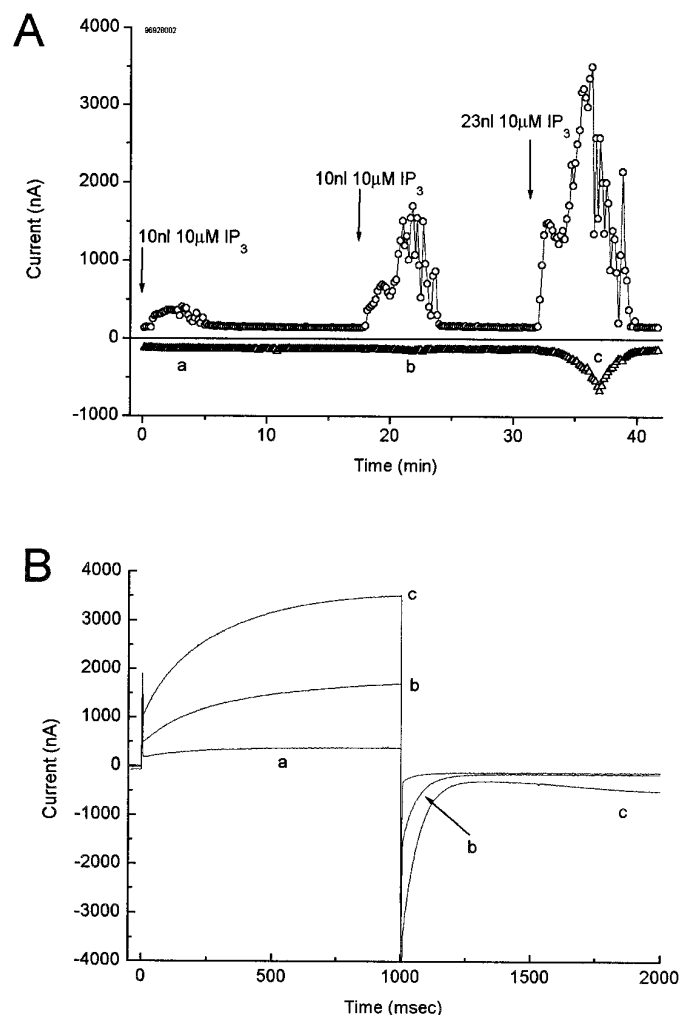 A
96828002
4000
3000
2000
1000
0
-1000
Current (nA)
10nl 10μM IP3
10nl 10μM IP3
23nl 10μM IP3
a
b
c
0
10
20
30
40
Time (min)
B
4000
3000
2000
1000
0
-1000
-2000
-3000
-4000
Current (nA)
c
b
a
c
b
0
500
1000
1500
2000
Time (msec)